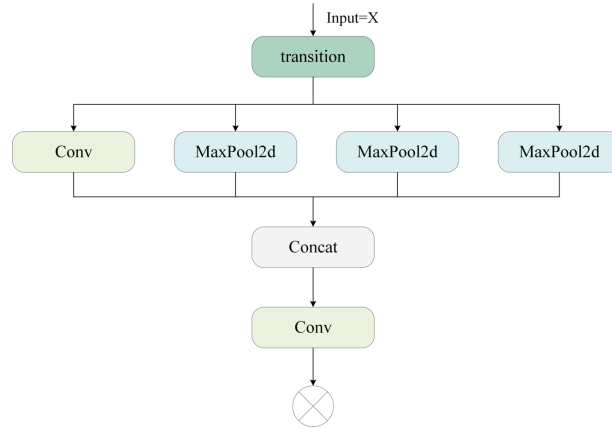 Input=X
transition
Conv
MaxPool2d
MaxPool2d
MaxPool2d
Concat
Conv